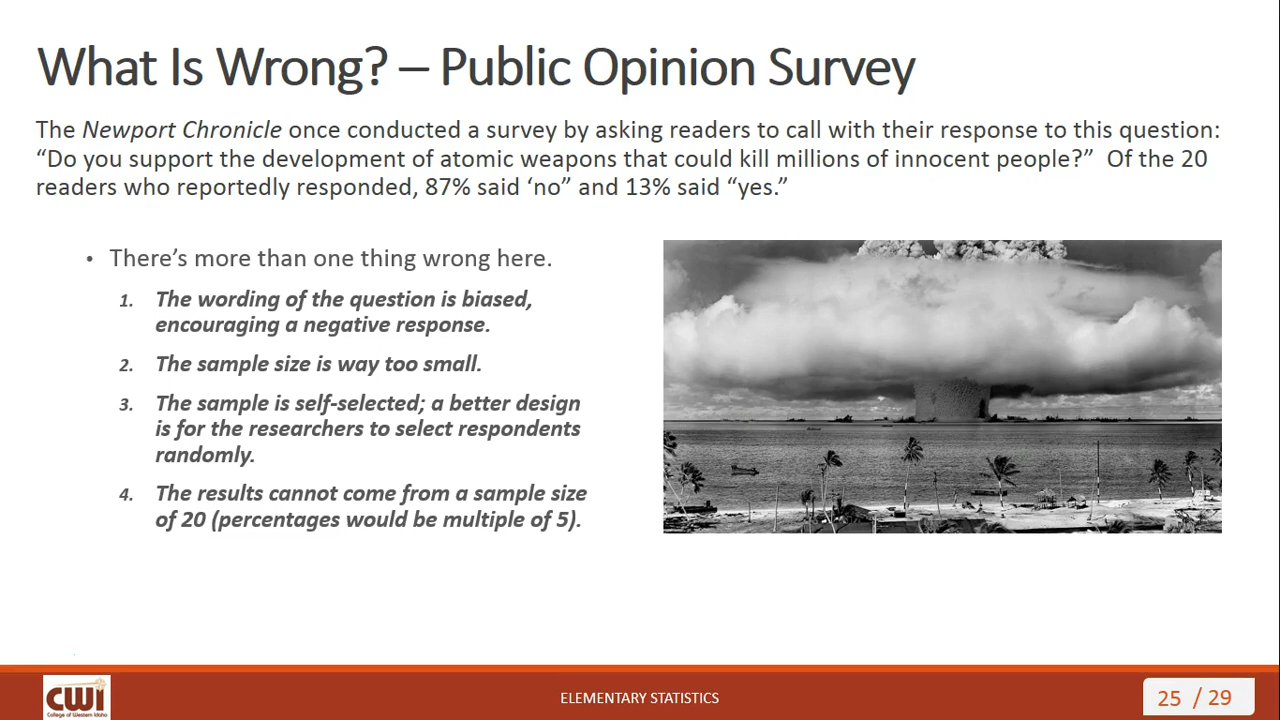 What Is Wrong? – Public Opinion Survey
The Newport Chronicle once conducted a survey by asking readers to call with their response to this question:
“Do you support the development of atomic weapons that could kill millions of innocent people?”  Of the 20
readers who reportedly responded, 87% said ‘no” and 13% said “yes.”
• There’s more than one thing wrong here.
1. The wording of the question is biased,
encouraging a negative response.
2. The sample size is way too small.
3. The sample is self-selected; a better design
is for the researchers to select respondents
randomly.
4. The results cannot come from a sample size
of 20 (percentages would be multiple of 5).
CWI
College of Western Idaho
ELEMENTARY STATISTICS
25 / 29